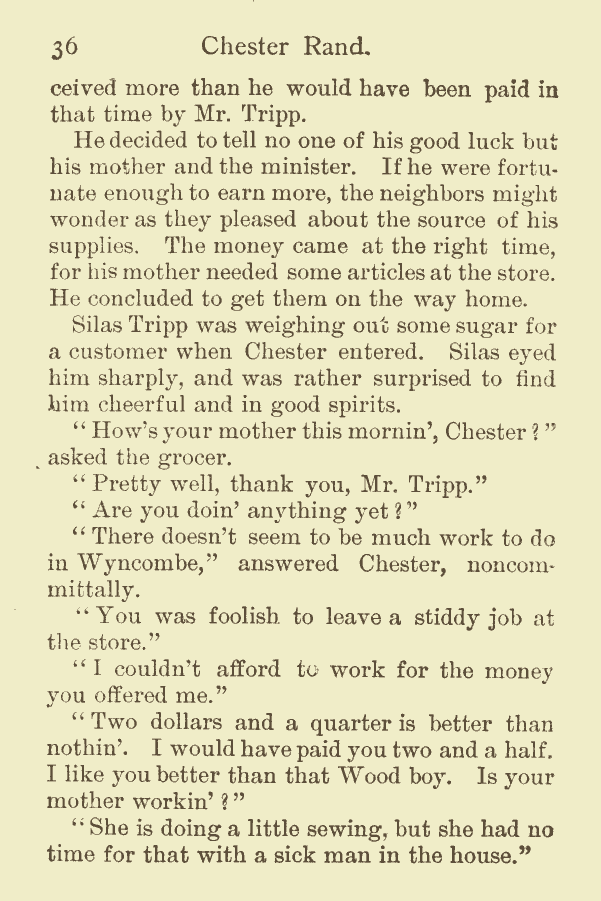 36 Chester Rand.
ceived more than he would have been paid in
that time by Mr. Tripp.
He decided to tell no one of his good luck but
his mother and the minister. If he were fortu-
nate enough to earn more, the neighbors might
wonder as they pleased about the source of his
supplies. The money came at the right time,
for his mother needed some articles at the store.
He concluded to get them on the way home.
Silas Tripp was weighing out some sugar for
a customer when Chester entered. Silas eyed
him sharply, and was rather surprised to find
him cheerful and in good spirits.
“How’s your mother this mornin’, Chester?”
asked the grocer.
“Pretty well, thank you, Mr. Tripp.”
“Are you doin’ anything yet?”
“There doesn’t seem to be much work to do
in Wyncombe,” answered Chester, noncom-
mittally.
“You was foolish to leave a stiddy job at
the store.”
“I couldn’t afford to work for the money
you offered me.”
“Two dollars and a quarter is better than
nothin’. I would have paid you two and a half.
I like you better than that Wood boy. Is your
mother workin’?”
“She is doing a little sewing, but she had no
time for that with a sick man in the house.”